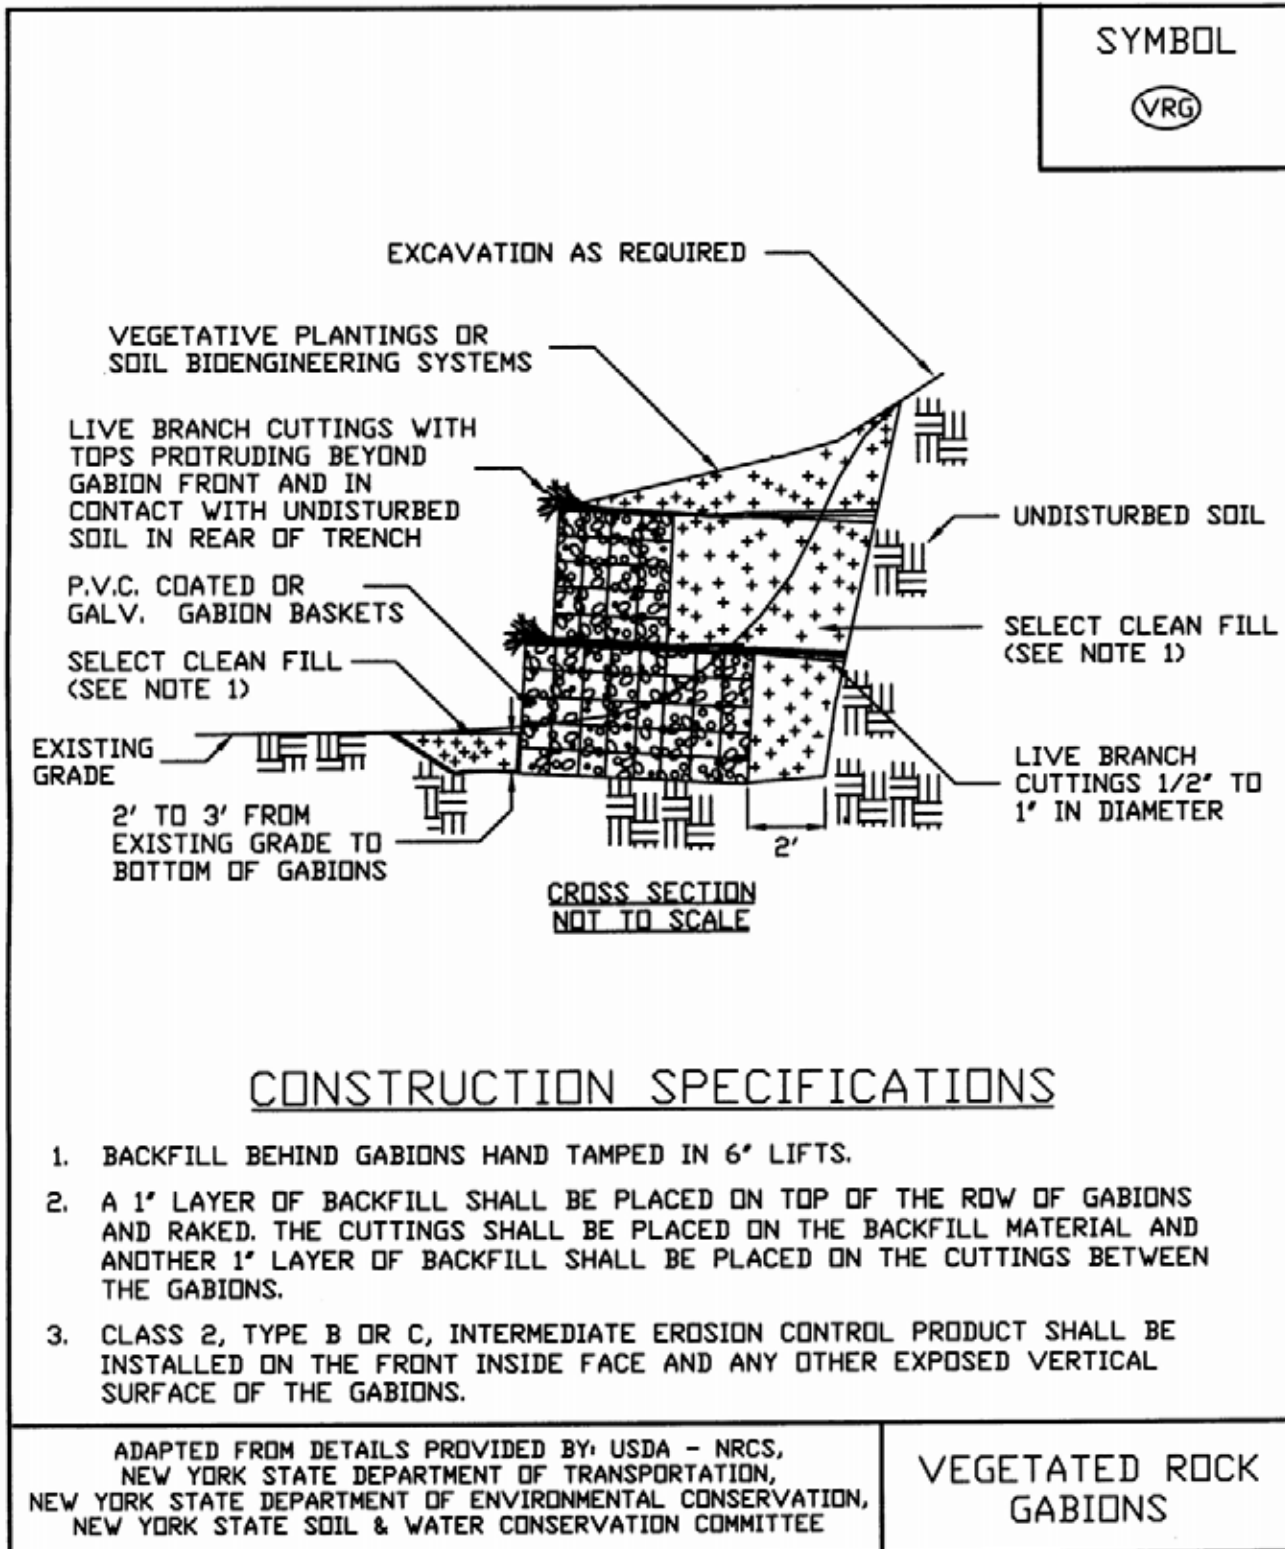 SYMBOL
VRG
EXCAVATION AS REQUIRED
VEGETATIVE PLANTINGS OR
SOIL BIOENGINEERING SYSTEMS
LIVE BRANCH CUTTINGS WITH
TOPS PROTRUDING BEYOND
GABION FRONT AND IN
CONTACT WITH UNDISTURBED
SOIL IN REAR OF TRENCH
UNDISTURBED SOIL
P.V.C. COATED OR
GALV. GABION BASKETS
SELECT CLEAN FILL
(SEE NOTE 1)
SELECT CLEAN FILL
(SEE NOTE 1)
EXISTING
GRADE
LIVE BRANCH
CUTTINGS 1/2" TO
1" IN DIAMETER
2' TO 3' FROM
EXISTING GRADE TO
BOTTOM OF GABIONS
2'
CROSS SECTION
NOT TO SCALE
CONSTRUCTION SPECIFICATIONS
1. BACKFILL BEHIND GABIONS HAND TAMPED IN 6" LIFTS.
2. A 1" LAYER OF BACKFILL SHALL BE PLACED ON TOP OF THE ROW OF GABIONS
AND RAKED. THE CUTTINGS SHALL BE PLACED ON THE BACKFILL MATERIAL AND
ANOTHER 1" LAYER OF BACKFILL SHALL BE PLACED ON THE CUTTINGS BETWEEN
THE GABIONS.
3. CLASS 2, TYPE B OR C, INTERMEDIATE EROSION CONTROL PRODUCT SHALL BE
INSTALLED ON THE FRONT INSIDE FACE AND ANY OTHER EXPOSED VERTICAL
SURFACE OF THE GABIONS.
ADAPTED FROM DETAILS PROVIDED BY: USDA - NRCS,
NEW YORK STATE DEPARTMENT OF TRANSPORTATION,
NEW YORK STATE DEPARTMENT OF ENVIRONMENTAL CONSERVATION,
NEW YORK STATE SOIL & WATER CONSERVATION COMMITTEE
VEGETATED ROCK
GABIONS